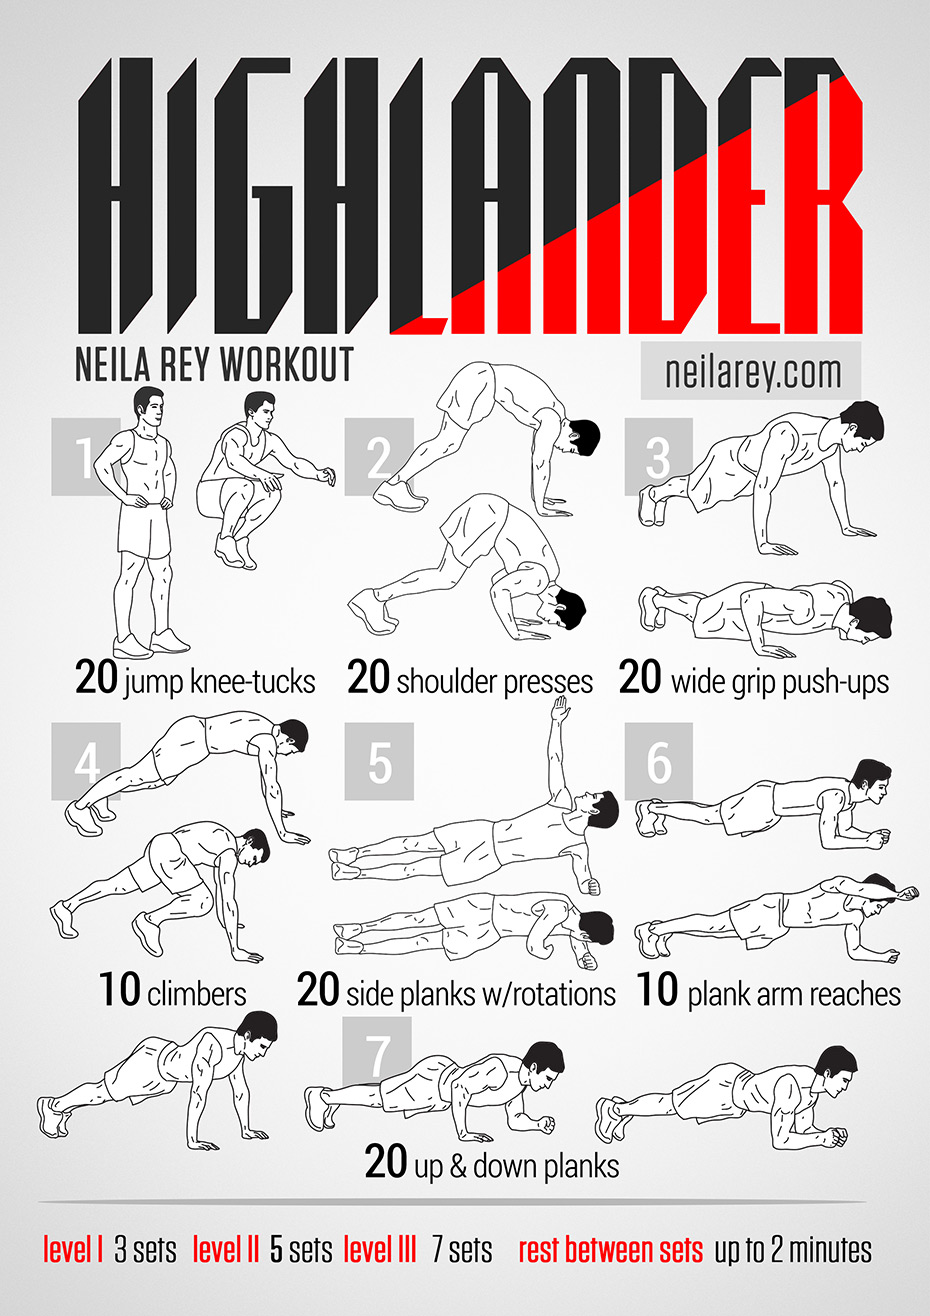 HIGHLANDER
NEILA REY WORKOUT
neilarey.com
1
20 jump knee-tucks
2
20 shoulder presses
3
20 wide grip push-ups
4
10 climbers
5
20 side planks w/rotations
6
10 plank arm reaches
7
20 up & down planks
level I 3 sets level II 5 sets level III 7 sets rest between sets up to 2 minutes